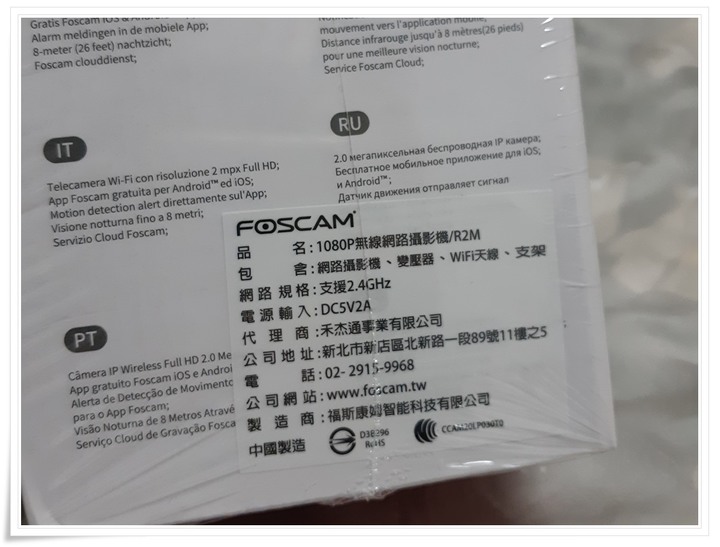 Gratis Foscam iOS & Android
Alarm meldingen in de mobiele App;
8-meter (26 feet) nachtzicht;
Foscam clouddienst;
mouvement vers l'application mobile;
Distance infrarouge jusqu'à 8 mètres(26 pieds)
pour une meilleure vision nocturne;
Service Foscam Cloud;
IT
Telecamera Wi-Fi con risoluzione 2 mpx Full HD;
App Foscam gratuita per Android™ ed iOS;
Motion detection alert direttamente sul'App;
Visione notturna fino a 8 metri;
Servizio Cloud Foscam;
RU
2.0 мегапиксельная беспроводная IP камера;
Бесплатное мобильное приложение для iOS,
и Android™;
Датчик движения отправляет сигнал
PT
Câmera IP Wireless Full HD 2.0 Me
App gratuito Foscam iOS e Androi
Alerta de Detecção de Movimento
para o App Foscam;
Visão Noturna de 8 Metros Atravé
Serviço Cloud de Gravação Fosca
FOSCAM
品 名:1080P無線網路攝影機/R2M
包 含:網路攝影機、變壓器、WiFi天線、支架
網路規格:支援2.4GHz
電源輸入:DC5V2A
代 理 商:禾杰通事業有限公司
公司地址:新北市新店區北新路一段89號11樓之5
電 話:02- 2915-9968
公司網站:www.foscam.tw
製 造 商:福斯康姆智能科技有限公司
中國製造
D3E396
RoHS